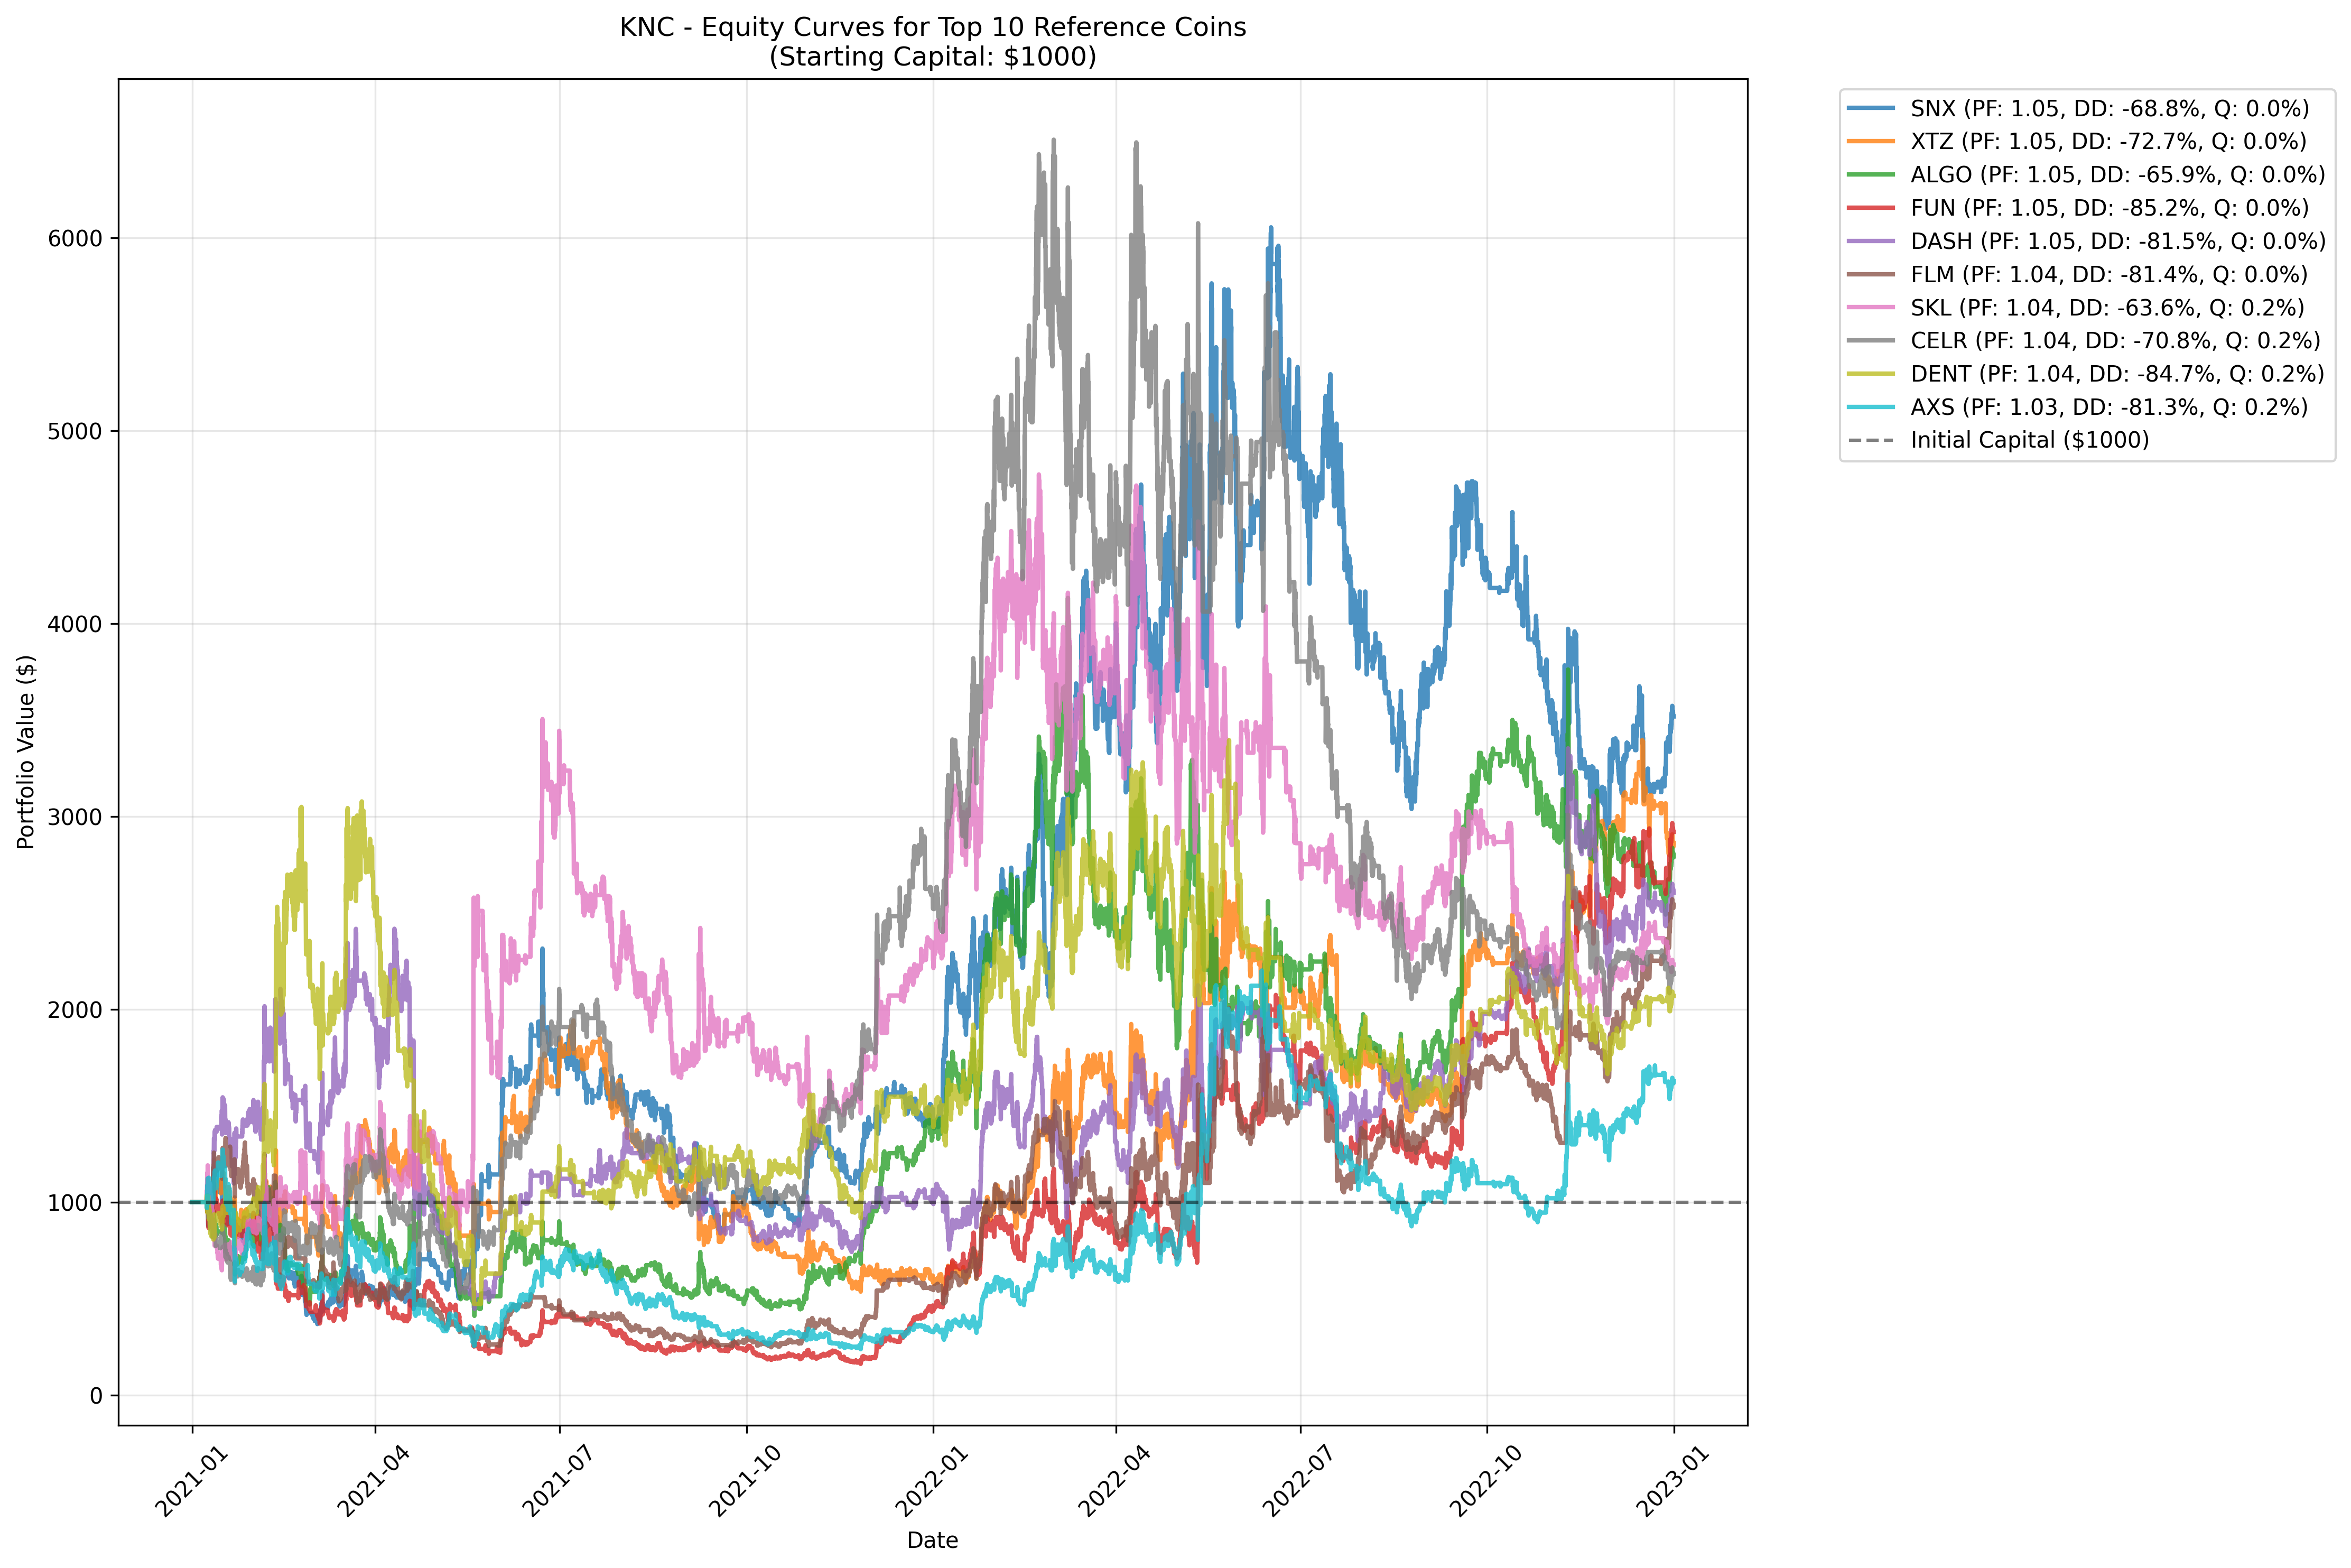 KNC - Equity Curves for Top 10 Reference Coins
(Starting Capital: $1000)
SNX (PF: 1.05, DD: -68.8%, Q: 0.0%)
XTZ (PF: 1.05, DD: -72.7%, Q: 0.0%)
ALGO (PF: 1.05, DD: -65.9%, Q: 0.0%)
FUN (PF: 1.05, DD: -85.2%, Q: 0.0%)
DASH (PF: 1.05, DD: -81.5%, Q: 0.0%)
FLM (PF: 1.04, DD: -81.4%, Q: 0.0%)
SKL (PF: 1.04, DD: -63.6%, Q: 0.2%)
CELR (PF: 1.04, DD: -70.8%, Q: 0.2%)
DENT (PF: 1.04, DD: -84.7%, Q: 0.2%)
AXS (PF: 1.03, DD: -81.3%, Q: 0.2%)
Initial Capital ($1000)
Portfolio Value ($)
6000
5000
4000
3000
2000
1000
0
2021-01
2021-04
2021-07
2021-10
2022-01
2022-04
2022-07
2022-10
2023-01
Date